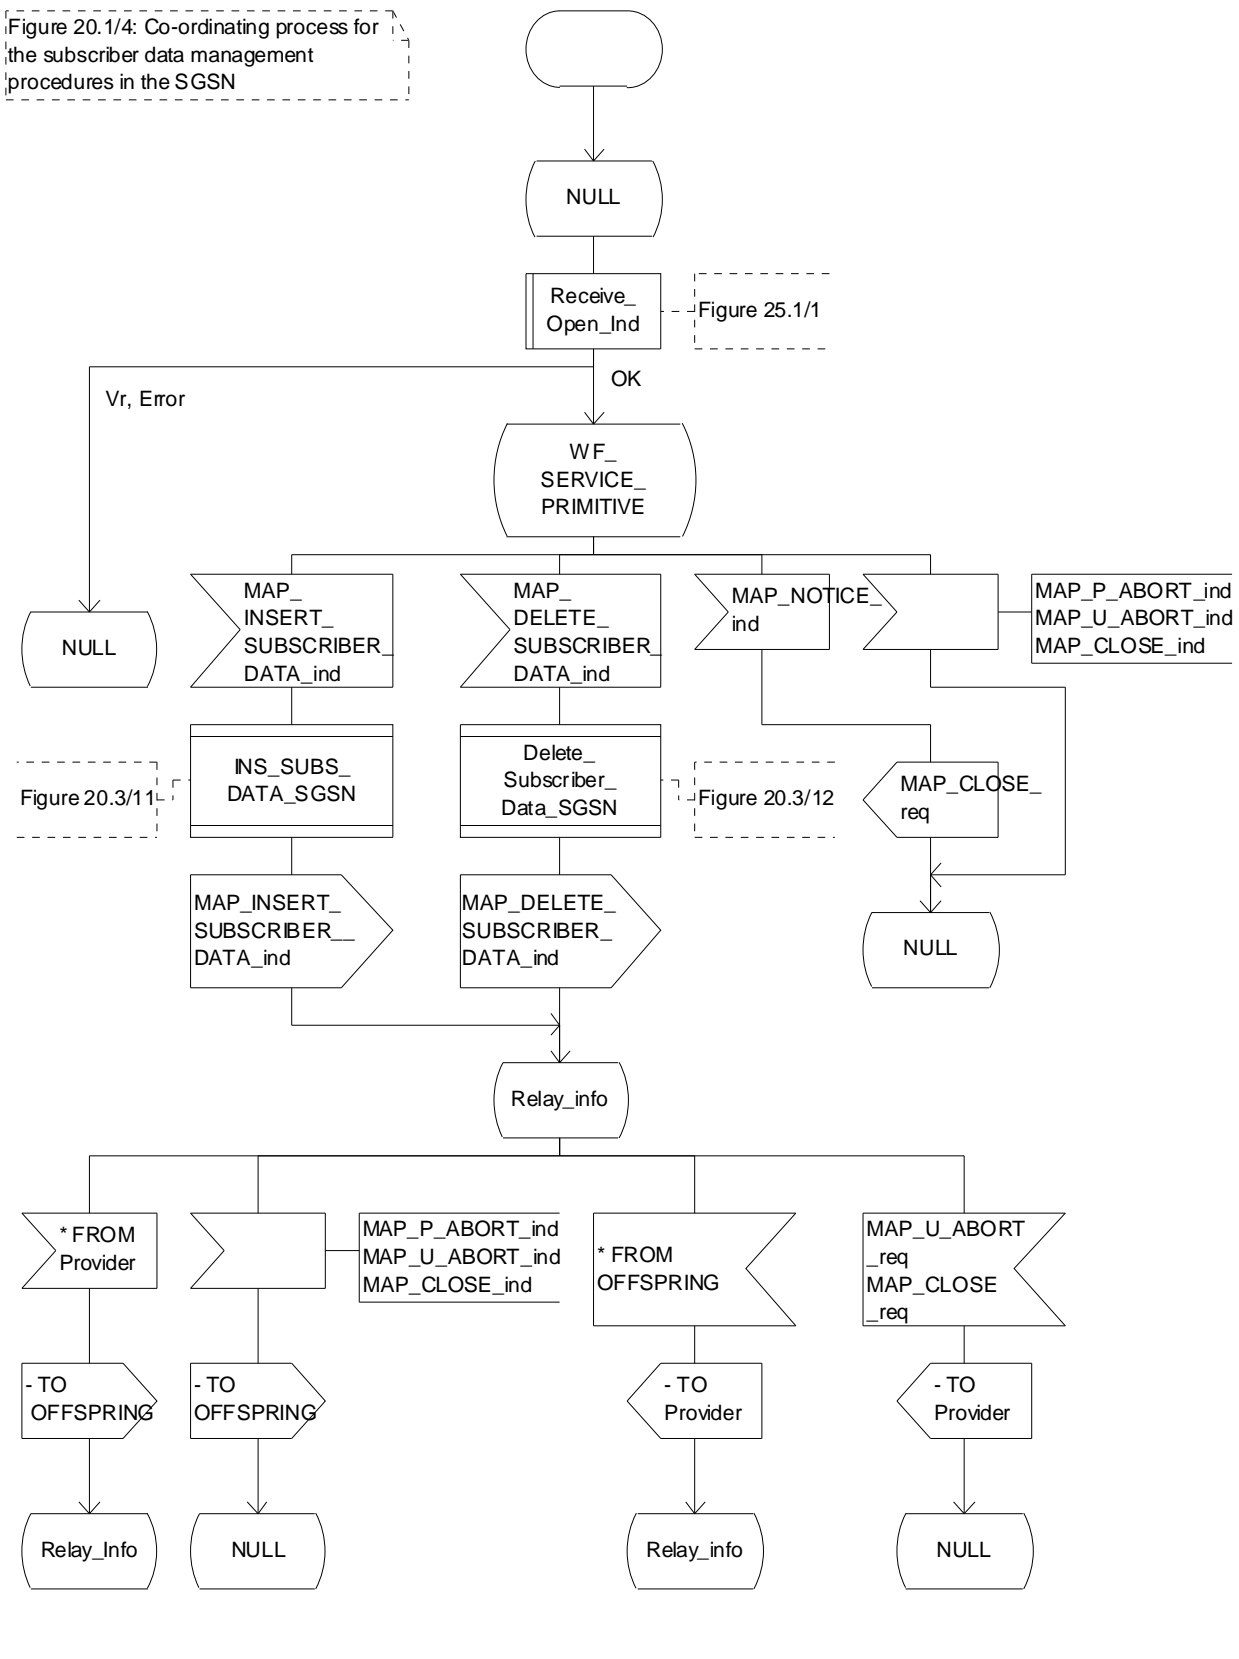 Figure 20.1/4: Co-ordinating process for
the subscriber data management
procedures in the SGSN
NULL
Receive_
Open_Ind
Figure 25.1/1
OK
Vr, Error
WF_
SERVICE_
PRIMITIVE
NULL
MAP_
INSERT_
SUBSCRIBER_
DATA_ind
MAP_
DELETE_
SUBSCRIBER_
DATA_ind
MAP_NOTICE_
ind
MAP_P_ABORT_ind
MAP_U_ABORT_ind
MAP_CLOSE_ind
Figure 20.3/11
INS_SUBS_
DATA_SGSN
Delete_
Subscriber_
Data_SGSN
Figure 20.3/12
MAP_CLOSE_
req
MAP_INSERT_
SUBSCRIBER__
DATA_ind
MAP_DELETE_
SUBSCRIBER_
DATA_ind
NULL
Relay_info
* FROM
Provider
MAP_P_ABORT_ind
MAP_U_ABORT_ind
MAP_CLOSE_ind
* FROM
OFFSPRING
MAP_U_ABORT
_req
MAP_CLOSE
_req
- TO
OFFSPRING
- TO
OFFSPRING
- TO
Provider
- TO
Provider
Relay_Info
NULL
Relay_info
NULL